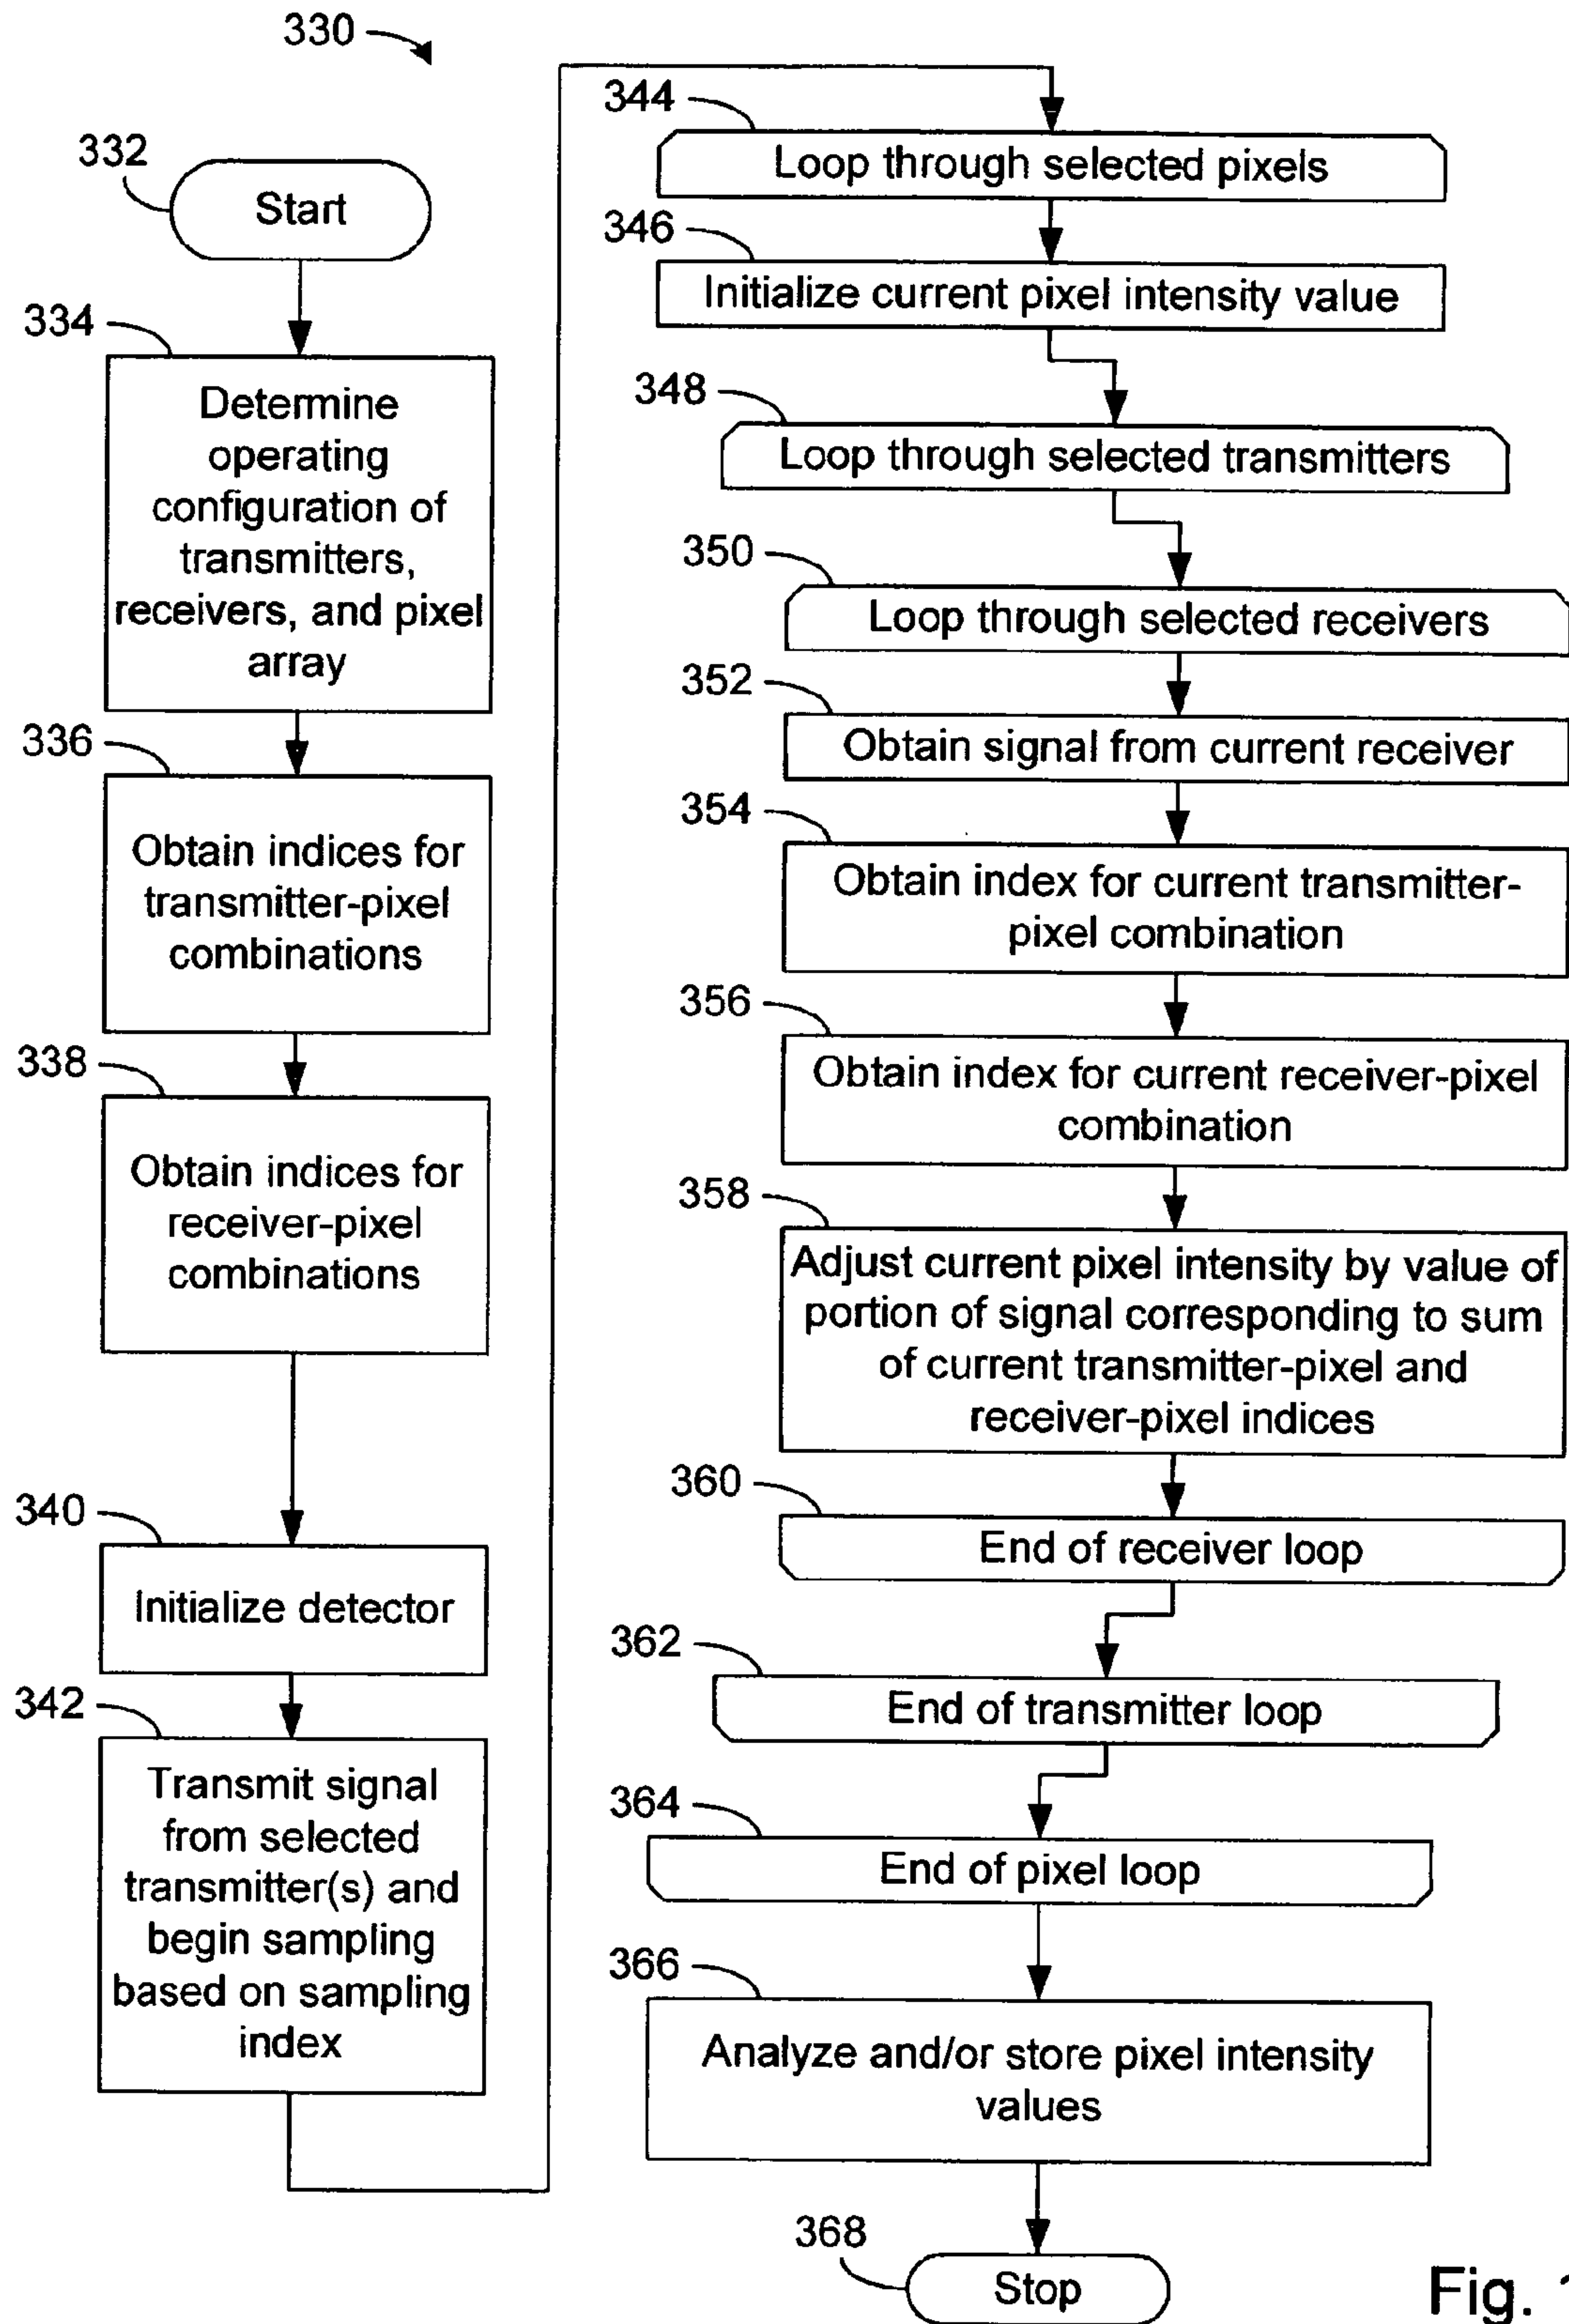 330
332
Start
334
Determine
operating
configuration of
transmitters,
receivers, and pixel
array
336
Obtain indices for
transmitter-pixel
combinations
338
Obtain indices for
receiver-pixel
combinations
340
Initialize detector
342
Transmit signal
from selected
transmitter(s) and
begin sampling
based on sampling
index
344
Loop through selected pixels
346
Initialize current pixel intensity value
348
Loop through selected transmitters
350
Loop through selected receivers
352
Obtain signal from current receiver
354
Obtain index for current transmitter-
pixel combination
356
Obtain index for current receiver-pixel
combination
358
Adjust current pixel intensity by value of
portion of signal corresponding to sum
of current transmitter-pixel and
receiver-pixel indices
360
End of receiver loop
362
End of transmitter loop
364
End of pixel loop
366
Analyze and/or store pixel intensity
values
368
Stop
Fig.